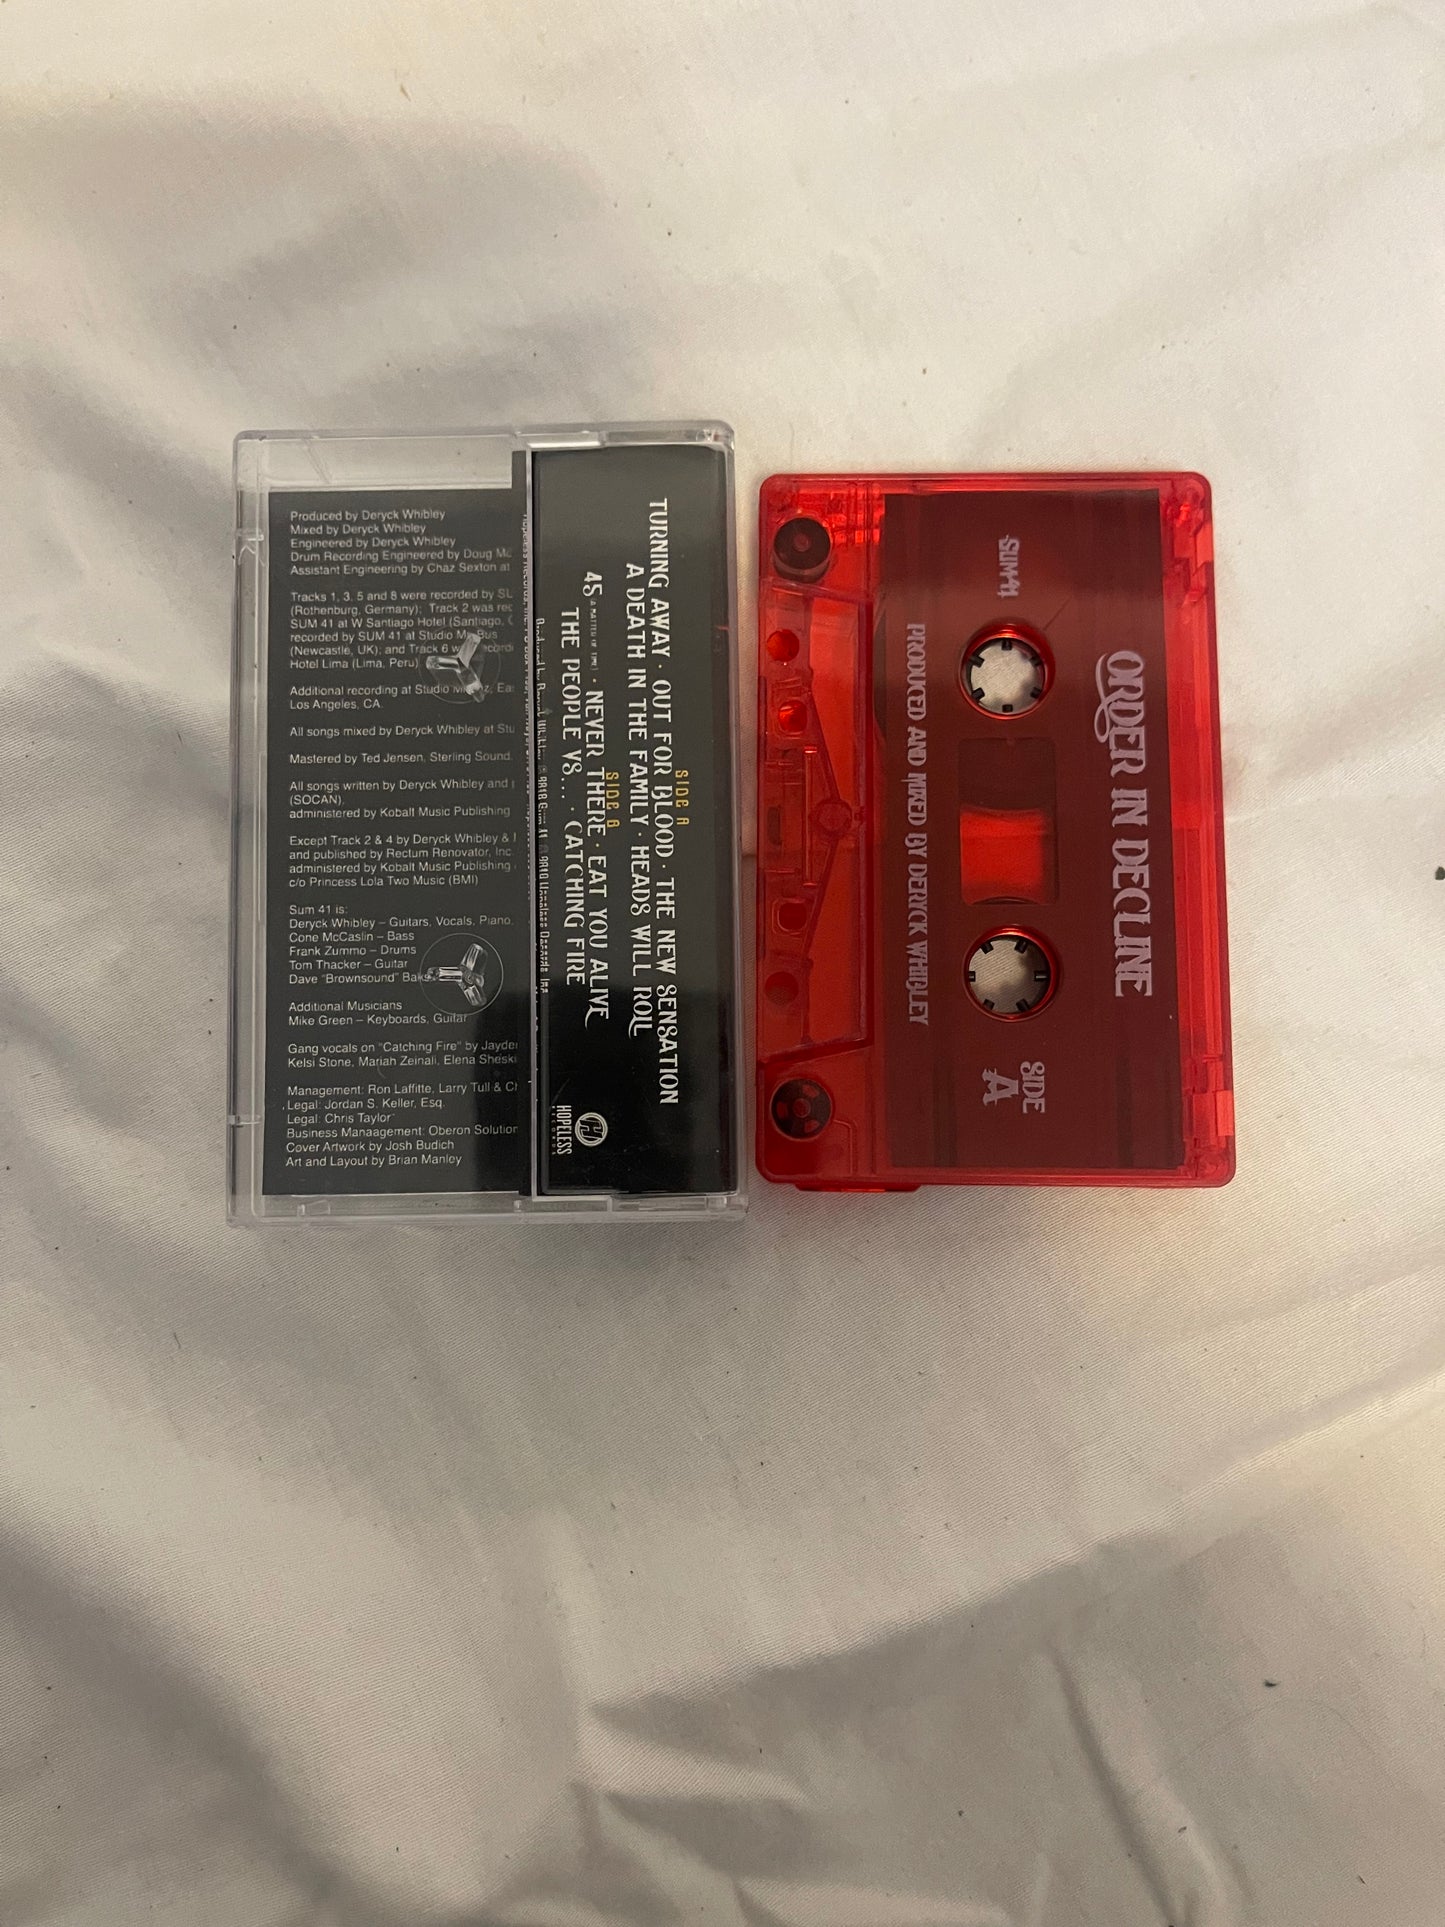 Produced by Deryck Whibley
Mixed by Deryck Whibley
Engineered by Deryck Whibley
Drum Recording Engineered by Doug
Assistant Engineering by Chaz Sexton at
Tracks 1, 3, 5 and 8 were recorded by
(Rothenburg, Germany); Track 2 was
SUM 41 at W Santiago Hotel (Santiago,
recorded by SUM 41 at Studio Mr. Bus
(Newcastle, UK); and Track 6
Hotel Lima (Lima, Peru)
Additional recording at Studio
Los Angeles, CA.
All songs mixed by Deryck Whibley at
Mastered by Ted Jensen, Sterling Sound.
All songs written by Deryck Whibley and
(SOCAN),
administered by Kobalt Music Publishing
Except Track 2 & 4 by Deryck Whibley &
and published by Rectum Renovator, Inc.
administered by Kobalt Music Publishing
c/o Princess Lola Two Music (BMI)
Sum 41 is:
Deryck Whibley – Guitars, Vocals, Piano,
Cone McCaslin – Bass
Frank Zummo – Drums
Tom Thacker – Guitar
Dave "Brownsound"
Additional Musicians
Mike Green – Keyboards, Guitar
Gang vocals on "Catching Fire" by
Kelsi Stone, Mariah Zeinali, Elena
Management: Ron Laffitte, Larry Tull &
Legal: Jordan S. Keller, Esq.
Legal: Chris Taylor
Business Manaagement: Oberon
Cover Artwork by Josh Budich
Art and Layout by Brian Manley
SIDE A
TURNING AWAY · OUT FOR BLOOD · THE NEW SENSATION
A DEATH IN THE FAMILY · HEADS WILL ROLL
SIDE B
45 (A MATTER OF TIME) · NEVER THERE · EAT YOU ALIVE
THE PEOPLE VS... · CATCHING FIRE
HOPELESS
RECORDS
ORDER IN DECLINE
SUM 41
SIDE
A
PRODUCED AND MIXED BY DERYCK WHIBLEY